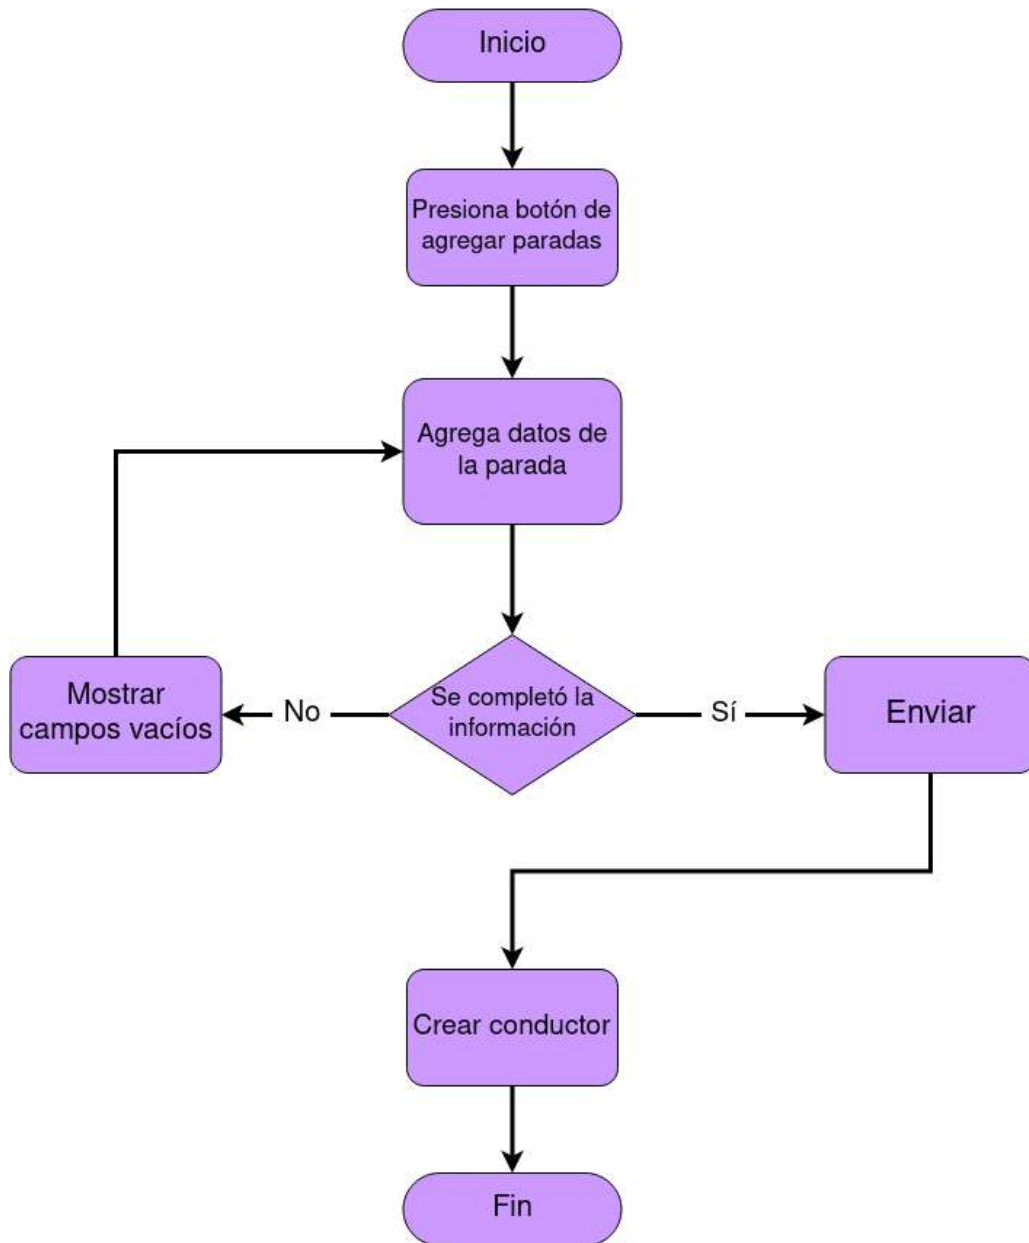 Inicio
Presiona botón de
agregar paradas
Agrega datos de
la parada
Mostrar
campos vacíos
No
Se completó la
información
Sí
Enviar
Crear conductor
Fin